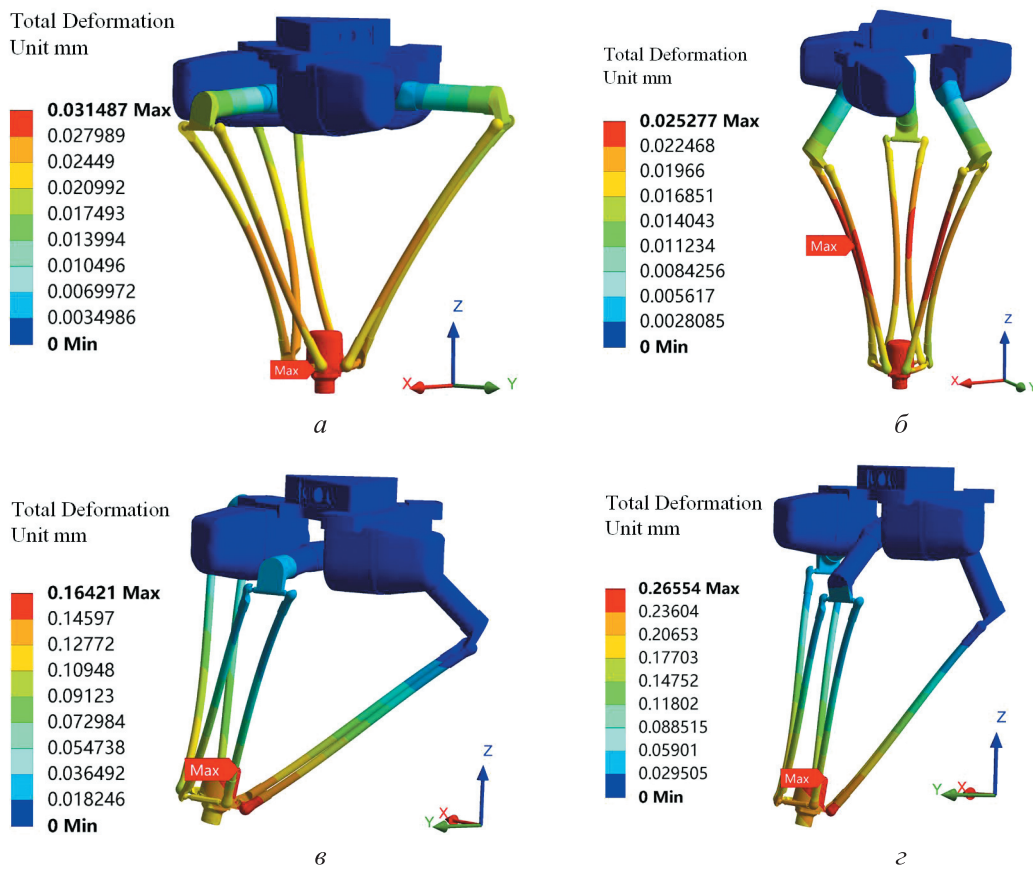 Total Deformation
Unit mm
0.031487 Max
0.027989
0.02449
0.020992
0.017493
0.013994
0.010496
0.0069972
0.0034986
0 Min
Max
Z
X
Y
а
Total Deformation
Unit mm
0.025277 Max
0.022468
0.01966
0.016851
0.014043
0.011234
0.0084256
0.005617
0.0028085
0 Min
Max
Z
X
Y
б
Total Deformation
Unit mm
0.16421 Max
0.14597
0.12772
0.10948
0.09123
0.072984
0.054738
0.036492
0.018246
0 Min
Max
Z
X
Y
в
Total Deformation
Unit mm
0.26554 Max
0.23604
0.20653
0.17703
0.14752
0.11802
0.088515
0.05901
0.029505
0 Min
Max
Z
X
Y
г